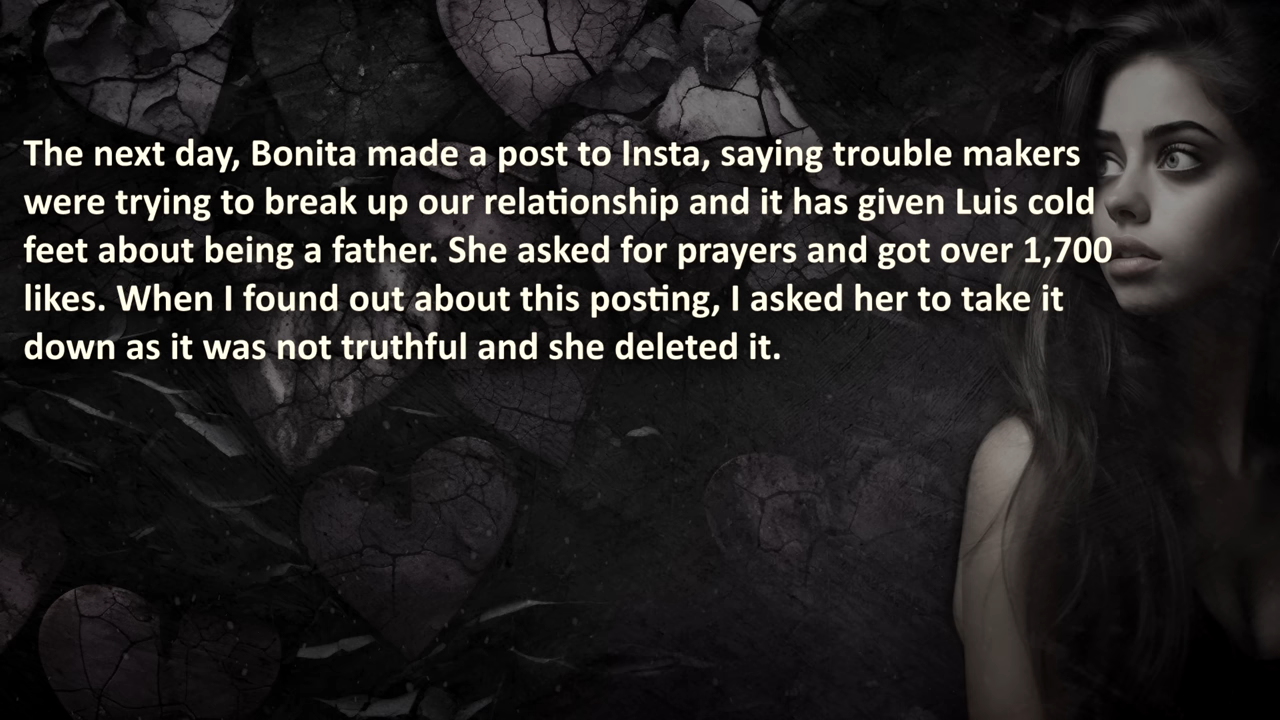 The next day, Bonita made a post to Insta, saying trouble makers
were trying to break up our relationship and it has given Luis cold
feet about being a father. She asked for prayers and got over 1,700
likes. When I found out about this posting, I asked her to take it
down as it was not truthful and she deleted it.